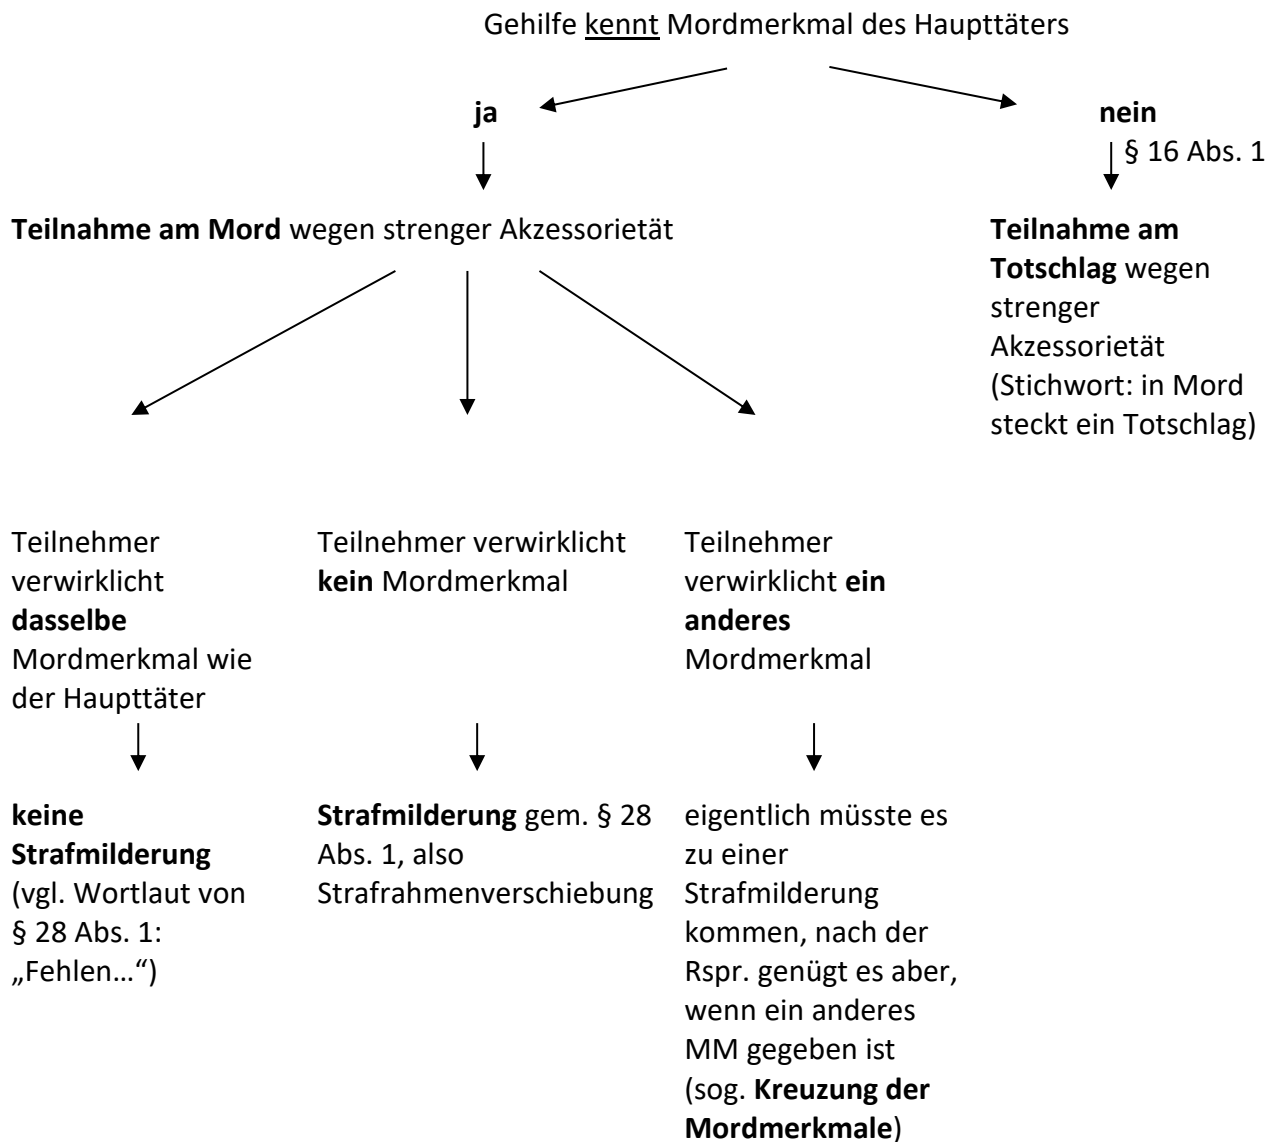 Gehilfe kennt Mordmerkmal des Haupttäters
ja
nein
§ 16 Abs. 1
Teilnahme am Mord wegen strenger Akzessorietät
Teilnahme am
Totschlag wegen
strenger
Akzessorietät
(Stichwort: in Mord
steckt ein Totschlag)
Teilnehmer
verwirklicht
dasselbe
Mordmerkmal wie
der Haupttäter
Teilnehmer verwirklicht
kein Mordmerkmal
Teilnehmer
verwirklicht ein
anderes
Mordmerkmal
keine
Strafmilderung
(vgl. Wortlaut von
§ 28 Abs. 1:
„Fehlen…“)
Strafmilderung gem. § 28
Abs. 1, also
Strafrahmenverschiebung
eigentlich müsste es
zu einer
Strafmilderung
kommen, nach der
Rspr. genügt es aber,
wenn ein anderes
MM gegeben ist
(sog. Kreuzung der
Mordmerkmale)